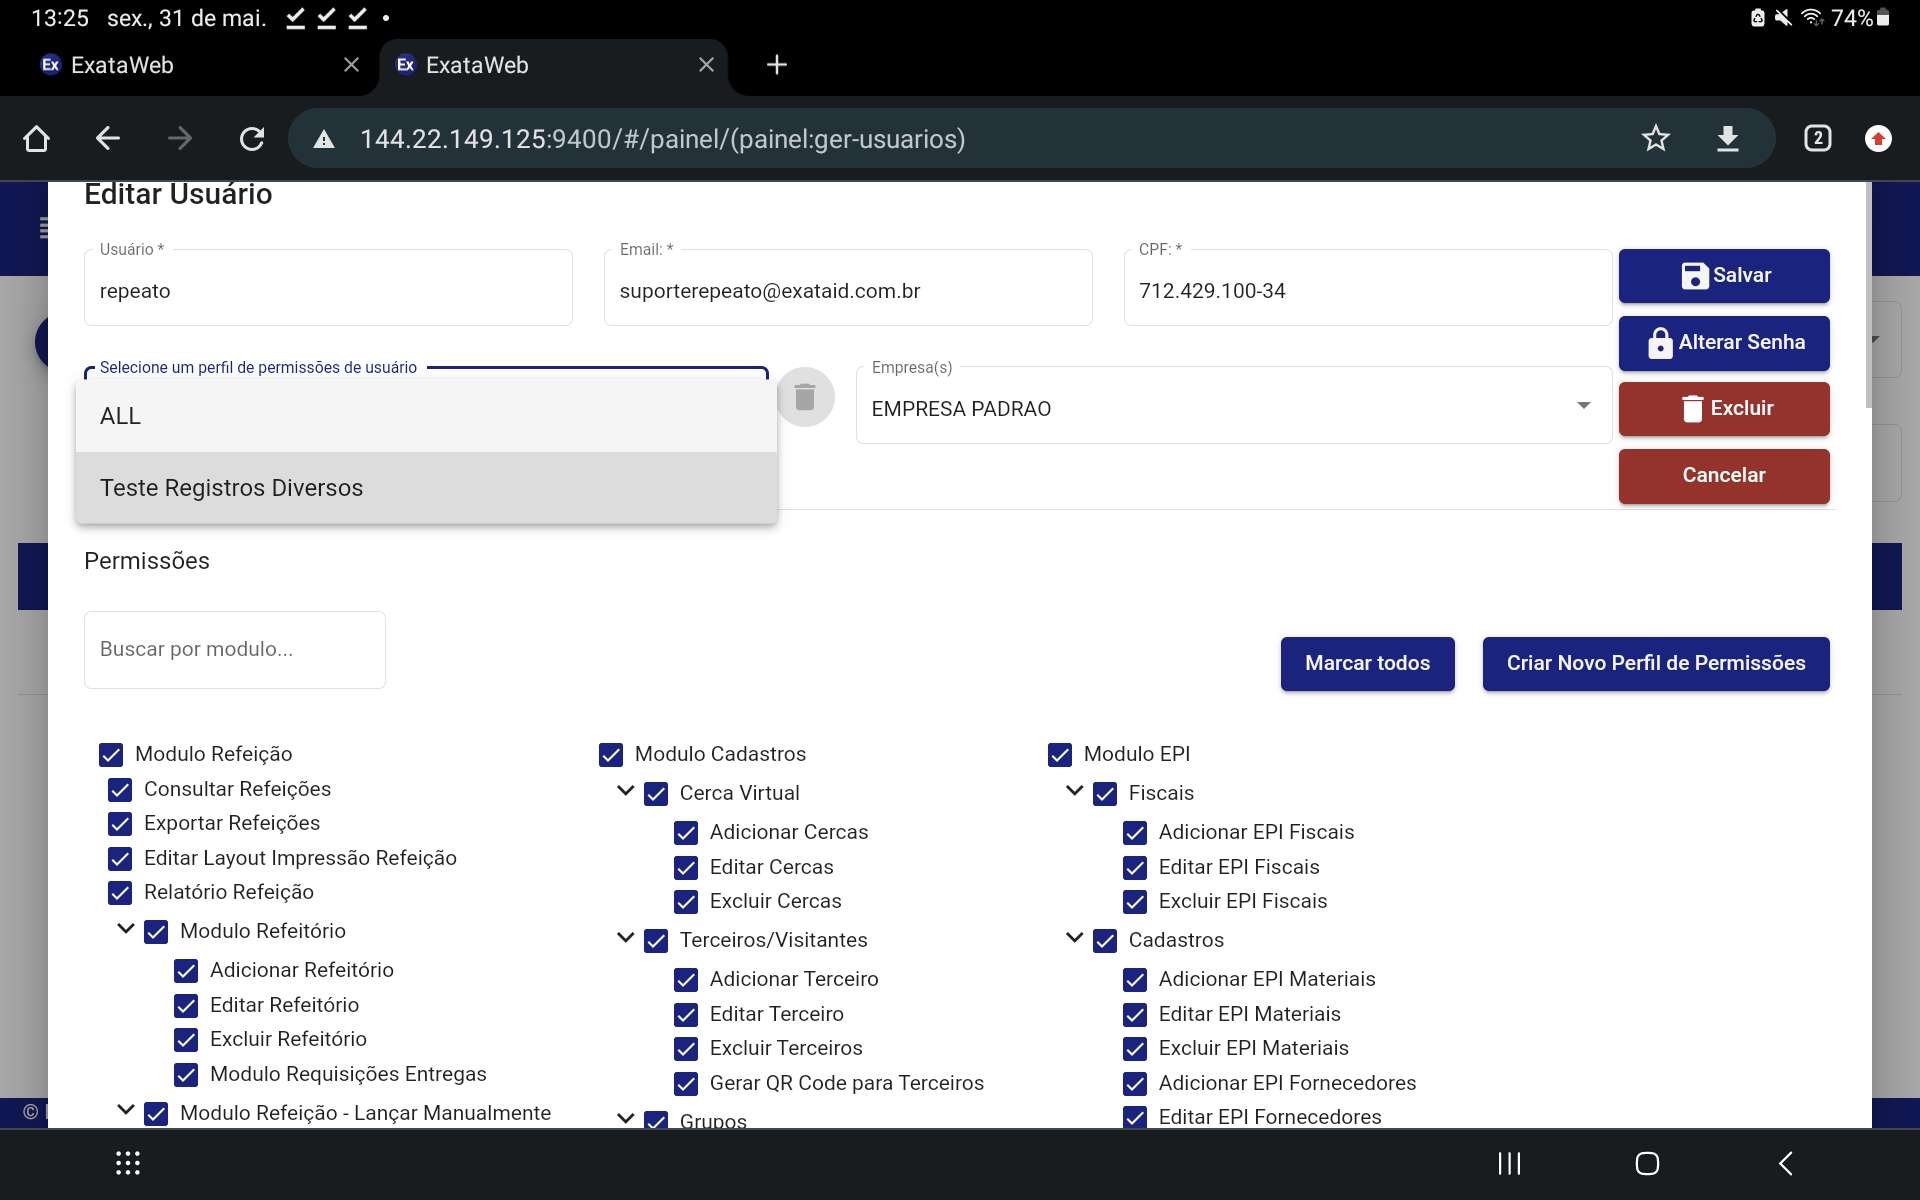 13:25 sex., 31 de mai. 74%
Ex ExataWeb Ex ExataWeb
144.22.149.125:9400/#/painel/(painel:ger-usuarios) 2
Editar Usuário
Usuário * Email: * CPF: *
repeato suporterepeato@exataid.com.br 712.429.100-34
Salvar
Alterar Senha
Selecione um perfil de permissões de usuário Empresa(s)
ALL EMPRESA PADRAO
Excluir
Teste Registros Diversos
Cancelar
Permissões
Buscar por modulo...
Marcar todos Criar Novo Perfil de Permissões
Modulo Refeição
Consultar Refeições
Exportar Refeições
Editar Layout Impressão Refeição
Relatório Refeição
Modulo Refeitório
Adicionar Refeitório
Editar Refeitório
Excluir Refeitório
Modulo Requisições Entregas
Modulo Refeição - Lançar Manualmente
Modulo Cadastros
Cerca Virtual
Adicionar Cercas
Editar Cercas
Excluir Cercas
Terceiros/Visitantes
Adicionar Terceiro
Editar Terceiro
Excluir Terceiros
Gerar QR Code para Terceiros
Grupos
Modulo EPI
Fiscais
Adicionar EPI Fiscais
Editar EPI Fiscais
Excluir EPI Fiscais
Cadastros
Adicionar EPI Materiais
Editar EPI Materiais
Excluir EPI Materiais
Adicionar EPI Fornecedores
Editar EPI Fornecedores
©